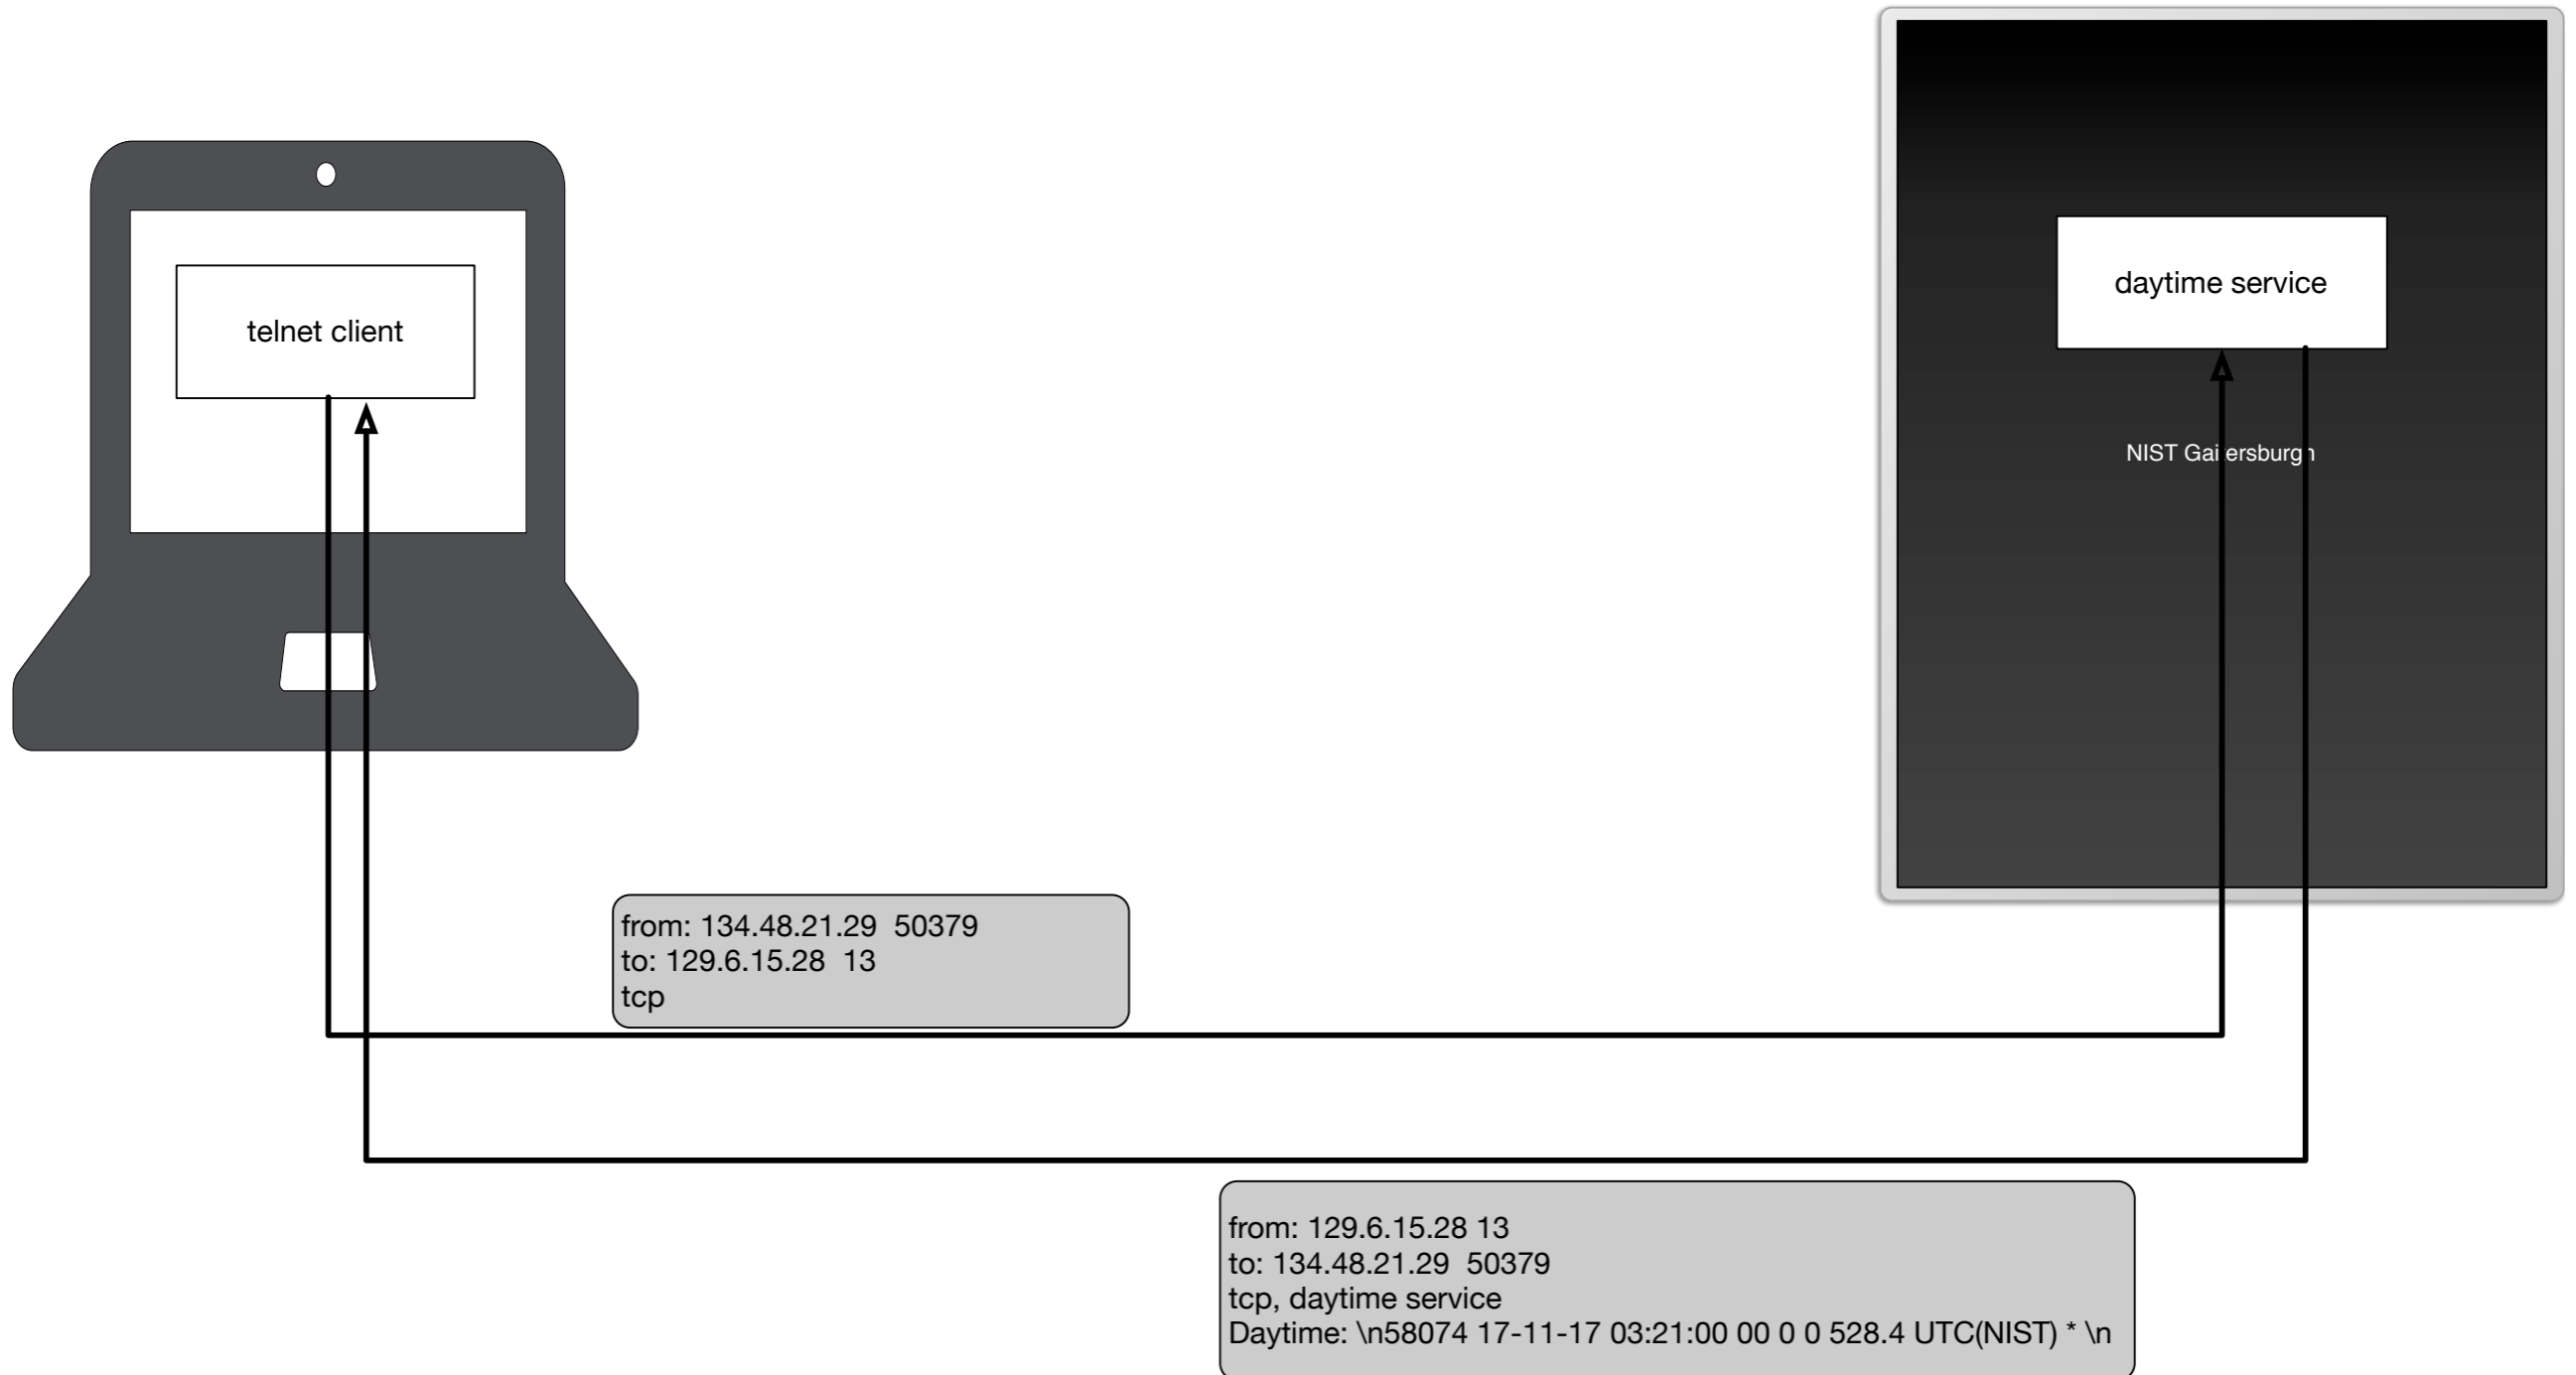 telnet client
daytime service
NIST Gaitersburgh
from: 134.48.21.29  50379
to: 129.6.15.28  13
tcp
from: 129.6.15.28 13
to: 134.48.21.29  50379
tcp, daytime service
Daytime: \n58074 17-11-17 03:21:00 00 0 0 528.4 UTC(NIST) * \n